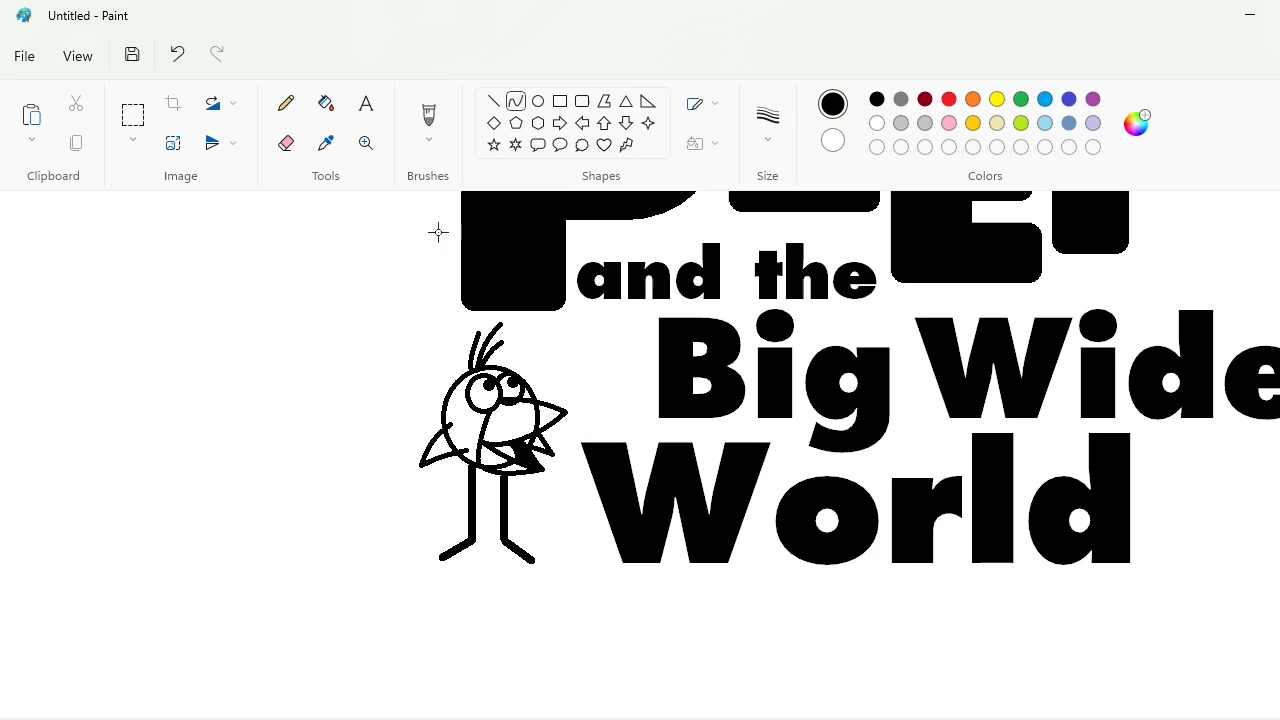 Untitled - Paint
File View
Clipboard Image Tools Brushes Shapes Size Colors
and the
Big Wide
World